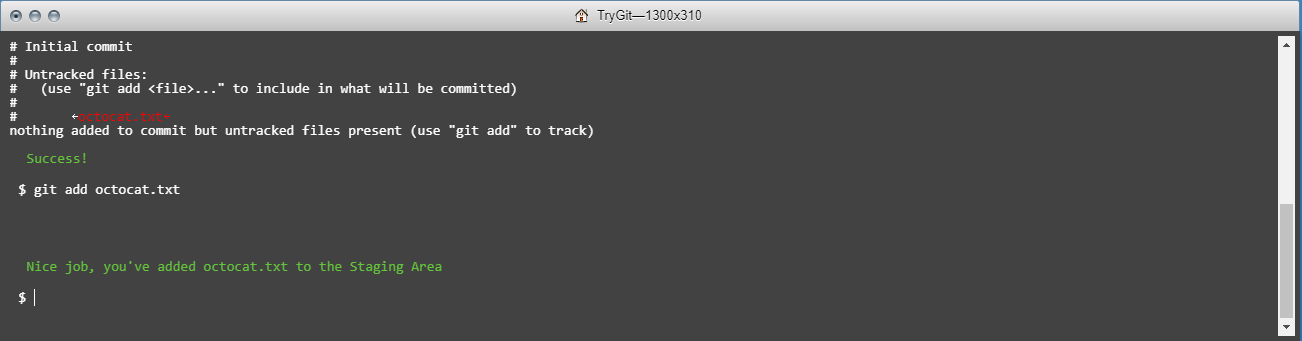 TryGit—1300x310
# Initial commit
#
# Untracked files:
#   (use "git add <file>..." to include in what will be committed)
#
#       ←octocat.txt←
nothing added to commit but untracked files present (use "git add" to track)
Success!
$ git add octocat.txt
Nice job, you've added octocat.txt to the Staging Area
$